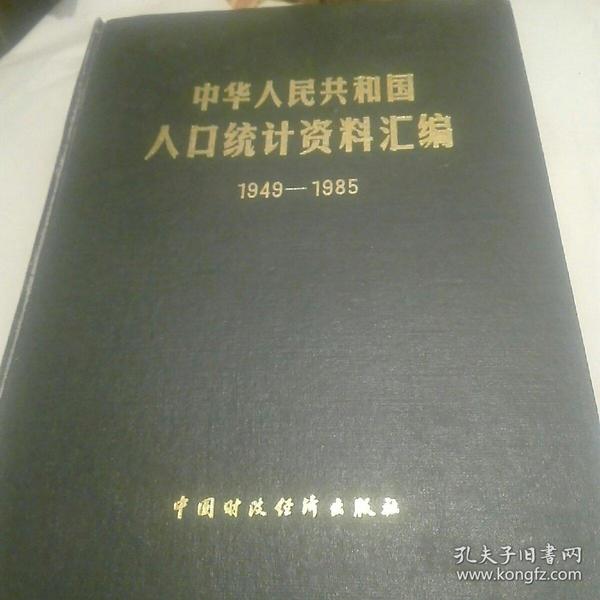 中华人民共和国
人口统计资料汇编
1949—1985
中国财政经济出版社
孔夫子旧书网
www.kongfz.com